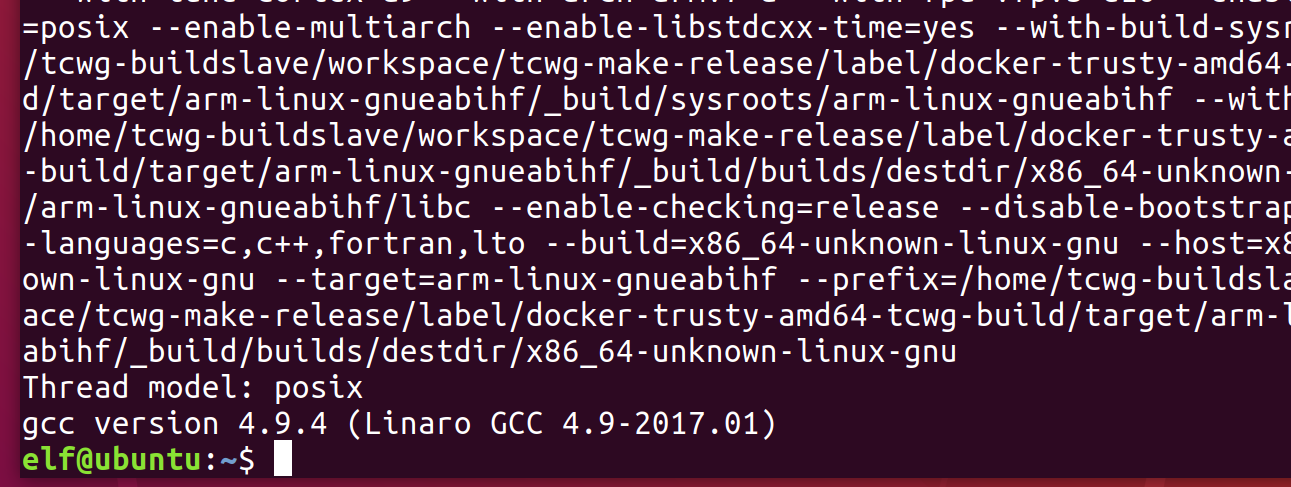 =posix --enable-multiarch --enable-libstdcxx-time=yes --with-build-sysr
/tcwg-buildslave/workspace/tcwg-make-release/label/docker-trusty-amd64-
d/target/arm-linux-gnueabihf/_build/sysroots/arm-linux-gnueabihf --with
/home/tcwg-buildslave/workspace/tcwg-make-release/label/docker-trusty-a
-build/target/arm-linux-gnueabihf/_build/builds/destdir/x86_64-unknown-
/arm-linux-gnueabihf/libc --enable-checking=release --disable-bootstrap
-languages=c,c++,fortran,lto --build=x86_64-unknown-linux-gnu --host=x8
own-linux-gnu --target=arm-linux-gnueabihf --prefix=/home/tcwg-buildsla
ace/tcwg-make-release/label/docker-trusty-amd64-tcwg-build/target/arm-l
abihf/_build/builds/destdir/x86_64-unknown-linux-gnu
Thread model: posix
gcc version 4.9.4 (Linaro GCC 4.9-2017.01)
elf@ubuntu:~$